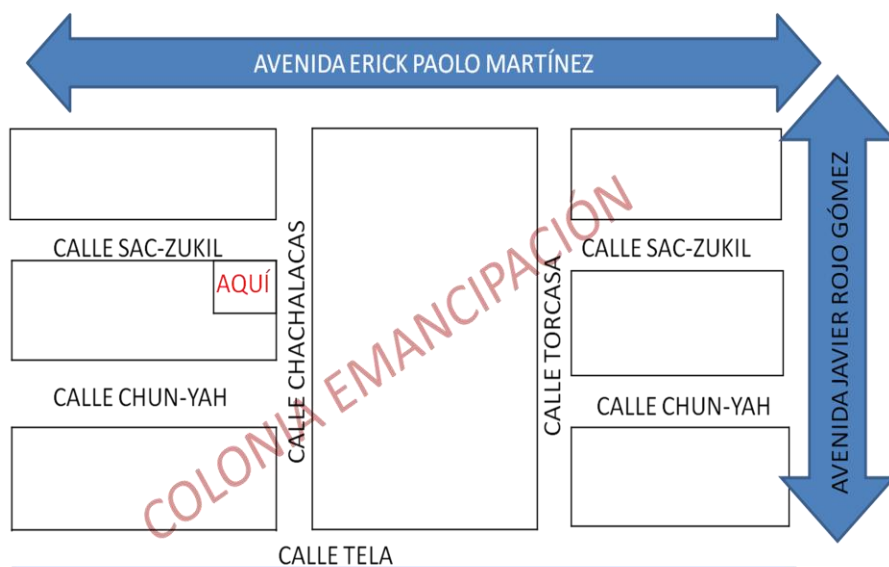 AVENIDA ERICK PAOLO MARTÍNEZ
CALLE SAC-ZUKIL
CALLE SAC-ZUKIL
AQUÍ
CALLE CHACHALACAS
COLONIA EMANCIPACIÓN
CALLE TORCASA
AVENIDA JAVIER ROJO GÓMEZ
CALLE CHUN-YAH
CALLE CHUN-YAH
CALLE TELA